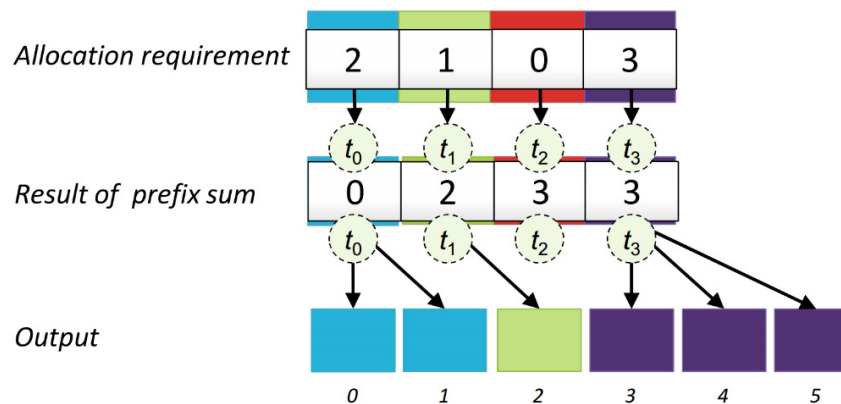 Allocation requirement 2 1 0 3
t0 t1 t2 t3
Result of prefix sum 0 2 3 3
t0 t1 t2 t3
Output
0 1 2 3 4 5